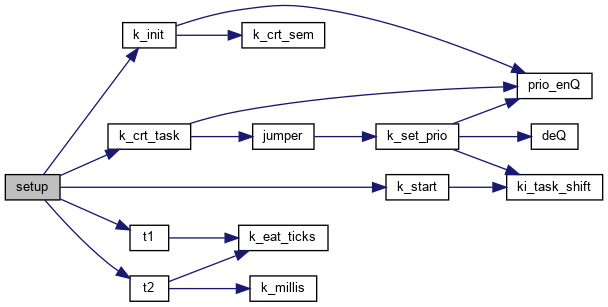 k_init
k_crt_sem
prio_enQ
k_crt_task
jumper
k_set_prio
deQ
setup
k_start
ki_task_shift
t1
k_eat_ticks
t2
k_millis